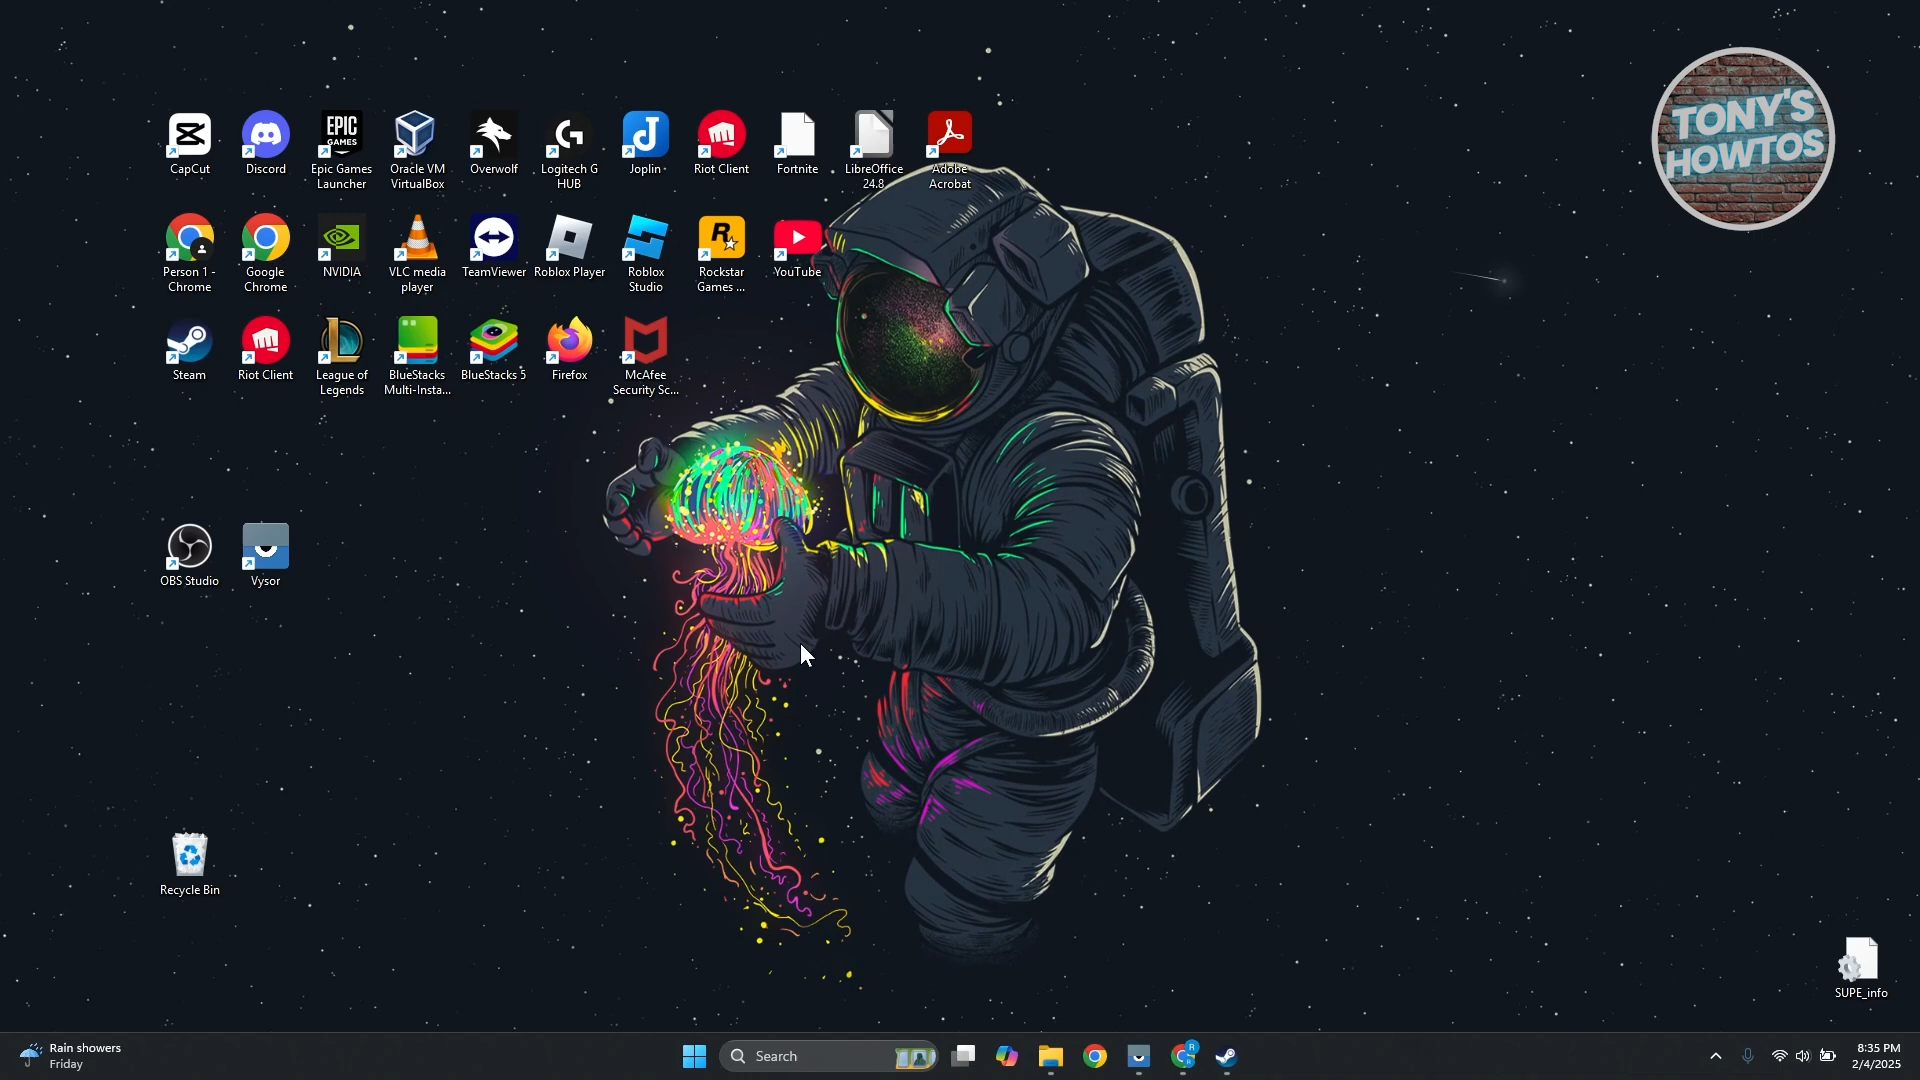 TONY'S
HOWTOS
CapCut
Discord
Epic Games
Launcher
Oracle VM
VirtualBox
Overwolf
Logitech G
HUB
Joplin
Riot Client
Fortnite
LibreOffice
24.8
Adobe
Acrobat
Person 1 -
Chrome
Google
Chrome
NVIDIA
VLC media
player
TeamViewer
Roblox Player
Roblox
Studio
Rockstar
Games ...
YouTube
Steam
Riot Client
League of
Legends
BlueStacks
Multi-Insta...
BlueStacks 5
Firefox
McAfee
Security Sc...
OBS Studio
Vysor
Recycle Bin
SUPE_info
Rain showers
Friday
Search
8:35 PM
2/4/2025
EPIC
GAMES